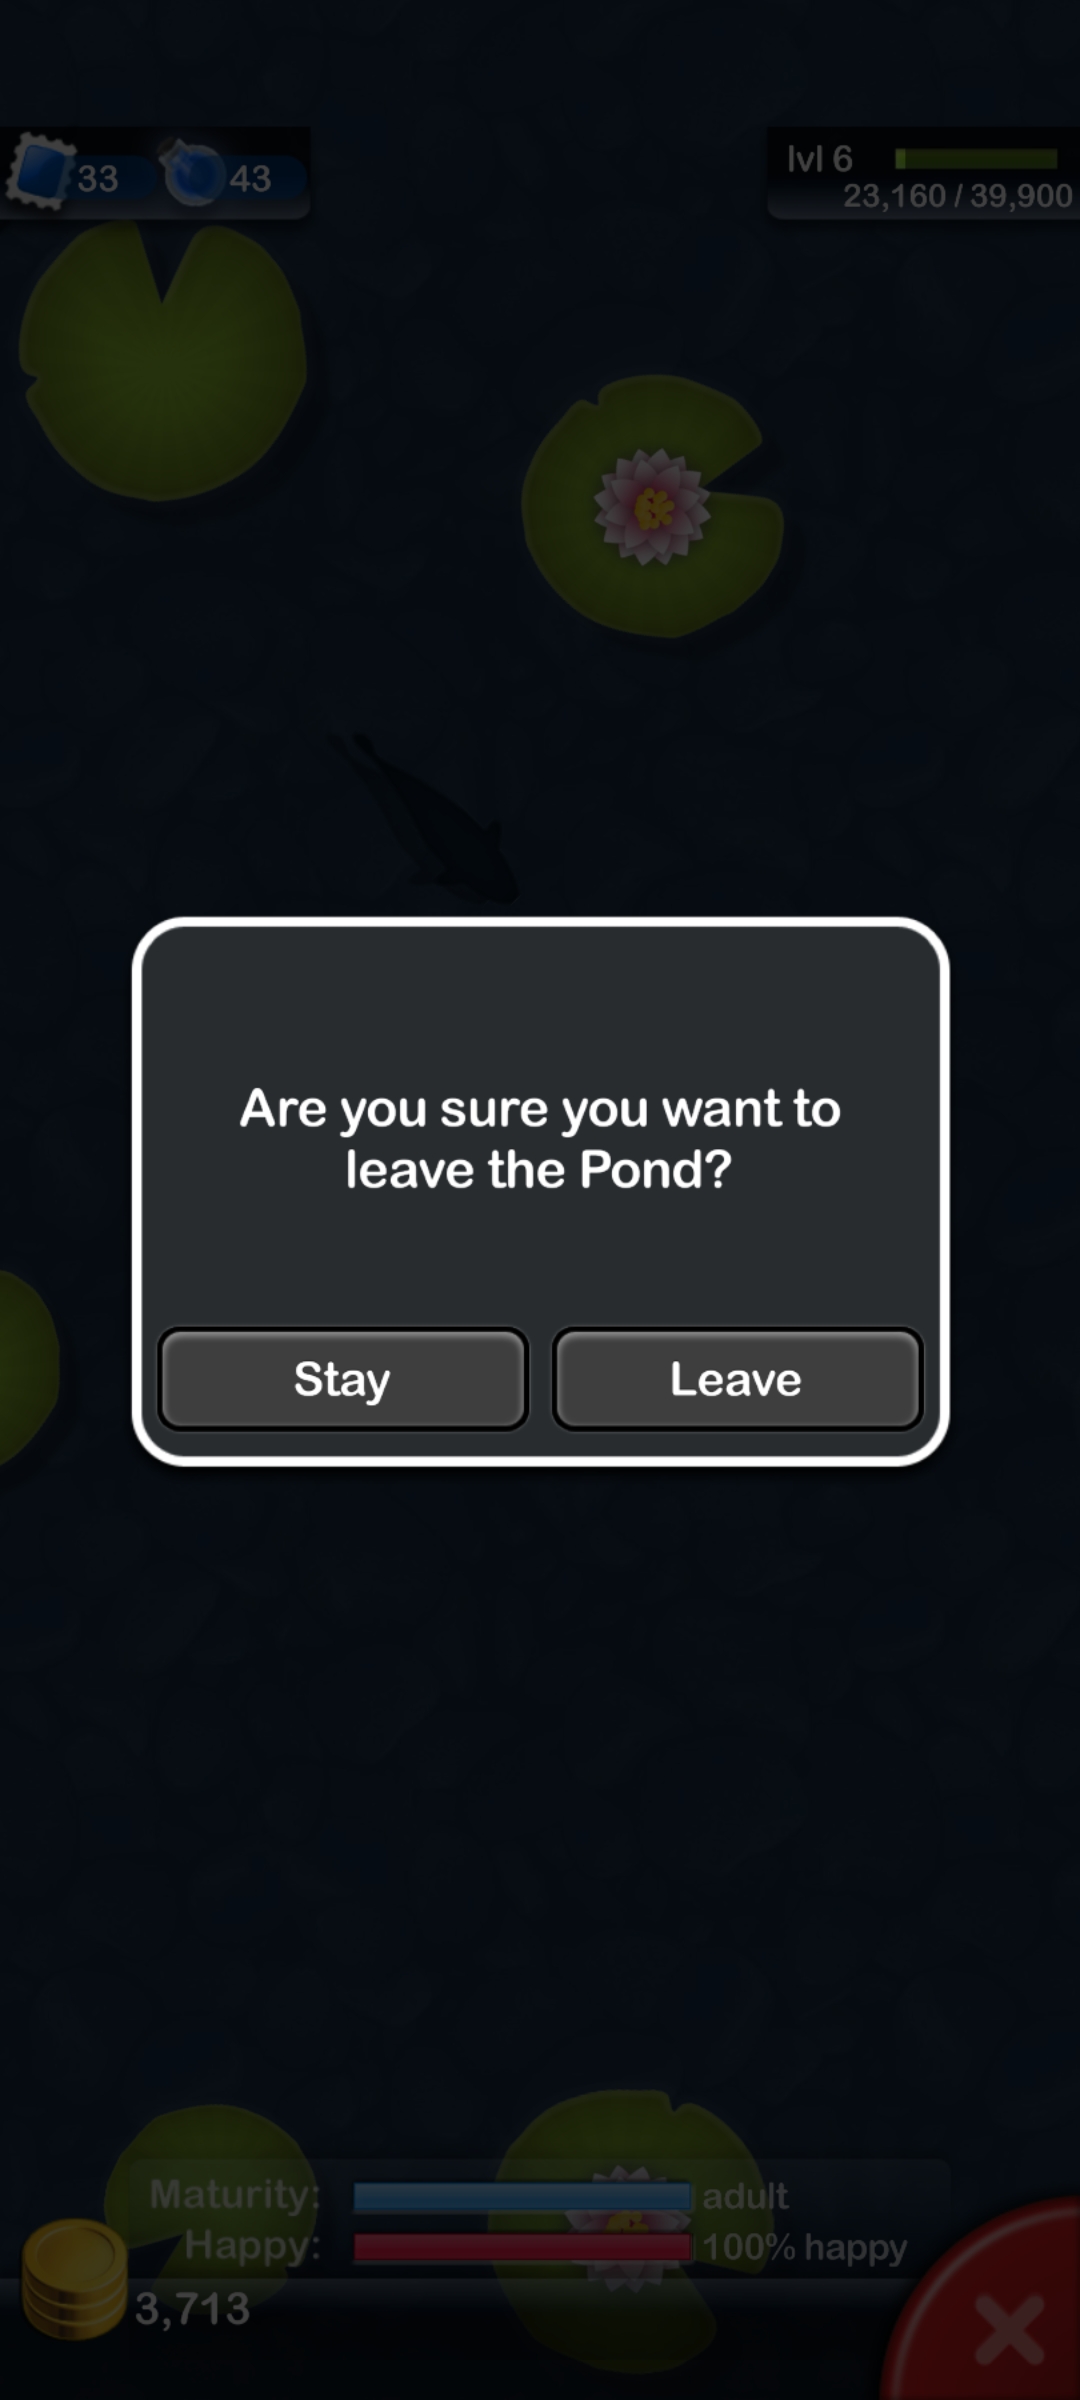 33 43
lvl 6
23,160 / 39,900
Are you sure you want to
leave the Pond?
Stay Leave
Maturity: adult
Happy: 100% happy
3,713